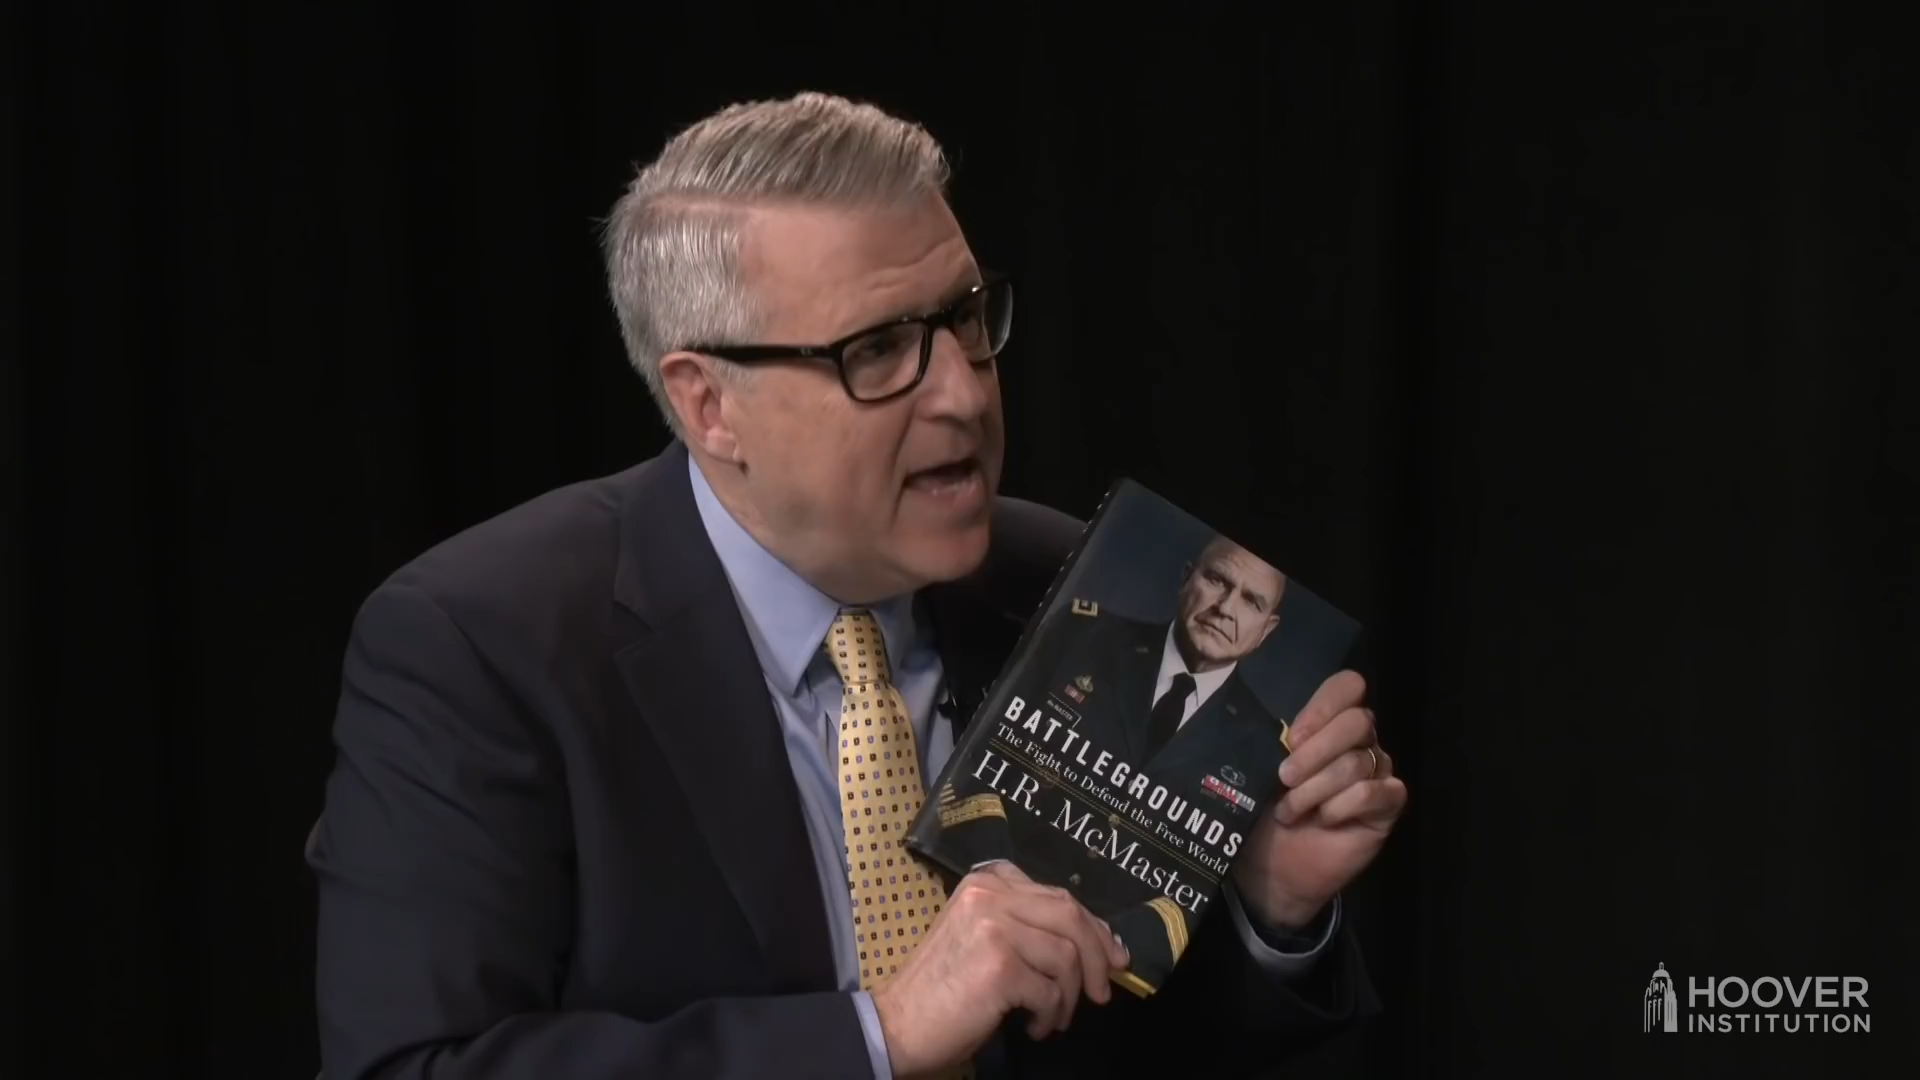 BATTLEGROUNDS
The Fight to Defend the Free World
H.R. McMaster
HOOVER
INSTITUTION